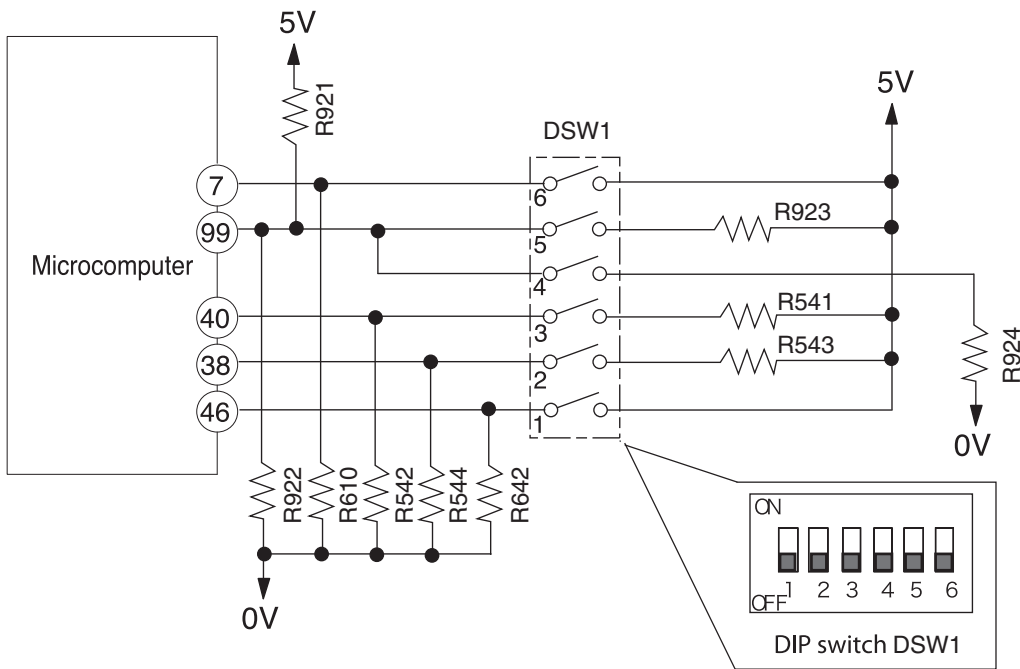 5V
R921
5V
DSW1
7
6
99
R923
5
Microcomputer
4
40
R541
3
38
R543
2
R924
46
1
0V
R922
R610
R542
R544
R642
0V
ON
1 2 3 4 5 6
OFF
DIP switch DSW1